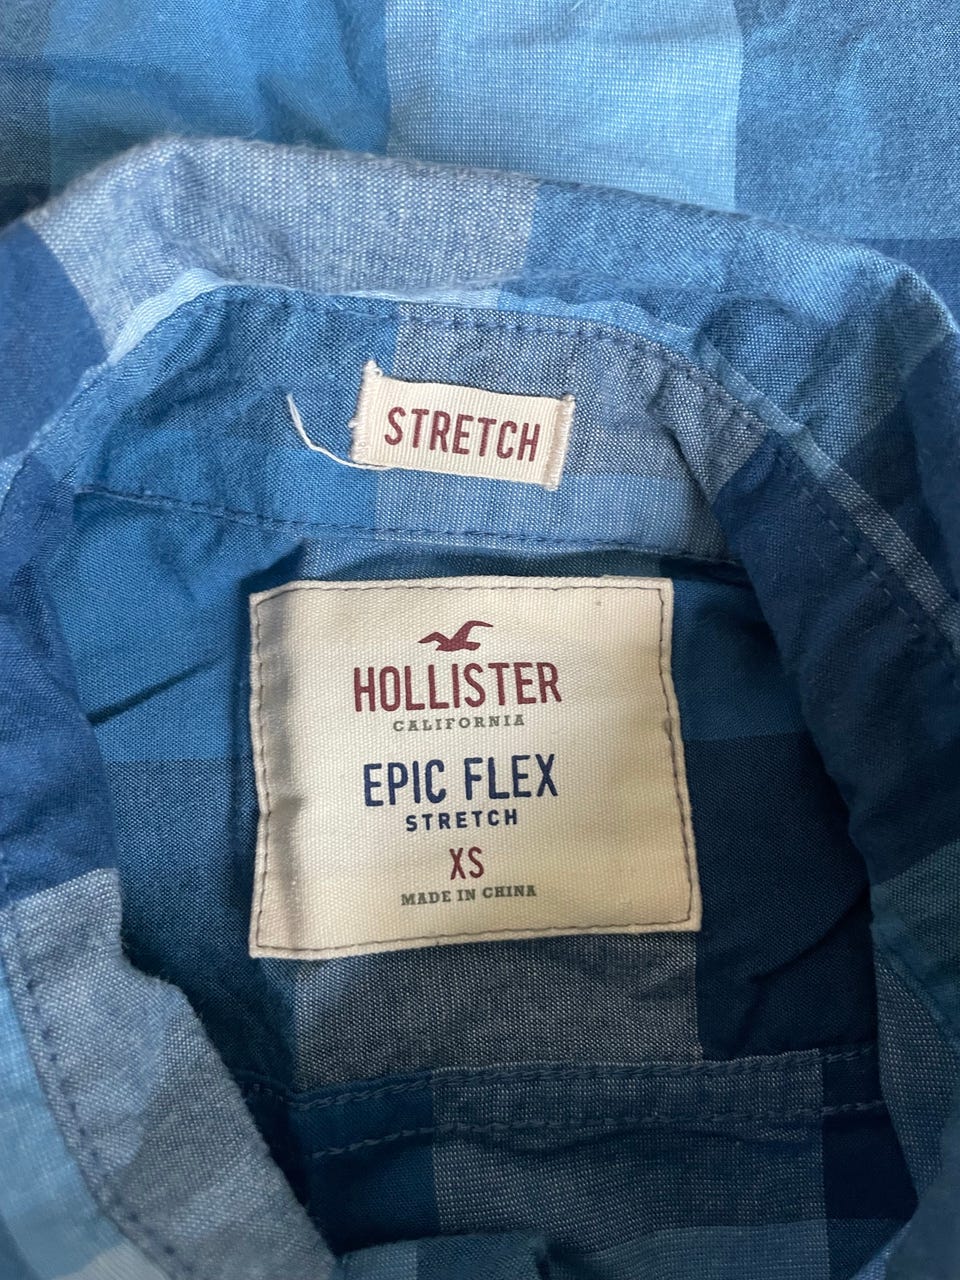 STRETCH
HOLLISTER
CALIFORNIA
EPIC FLEX
STRETCH
XS
MADE IN CHINA